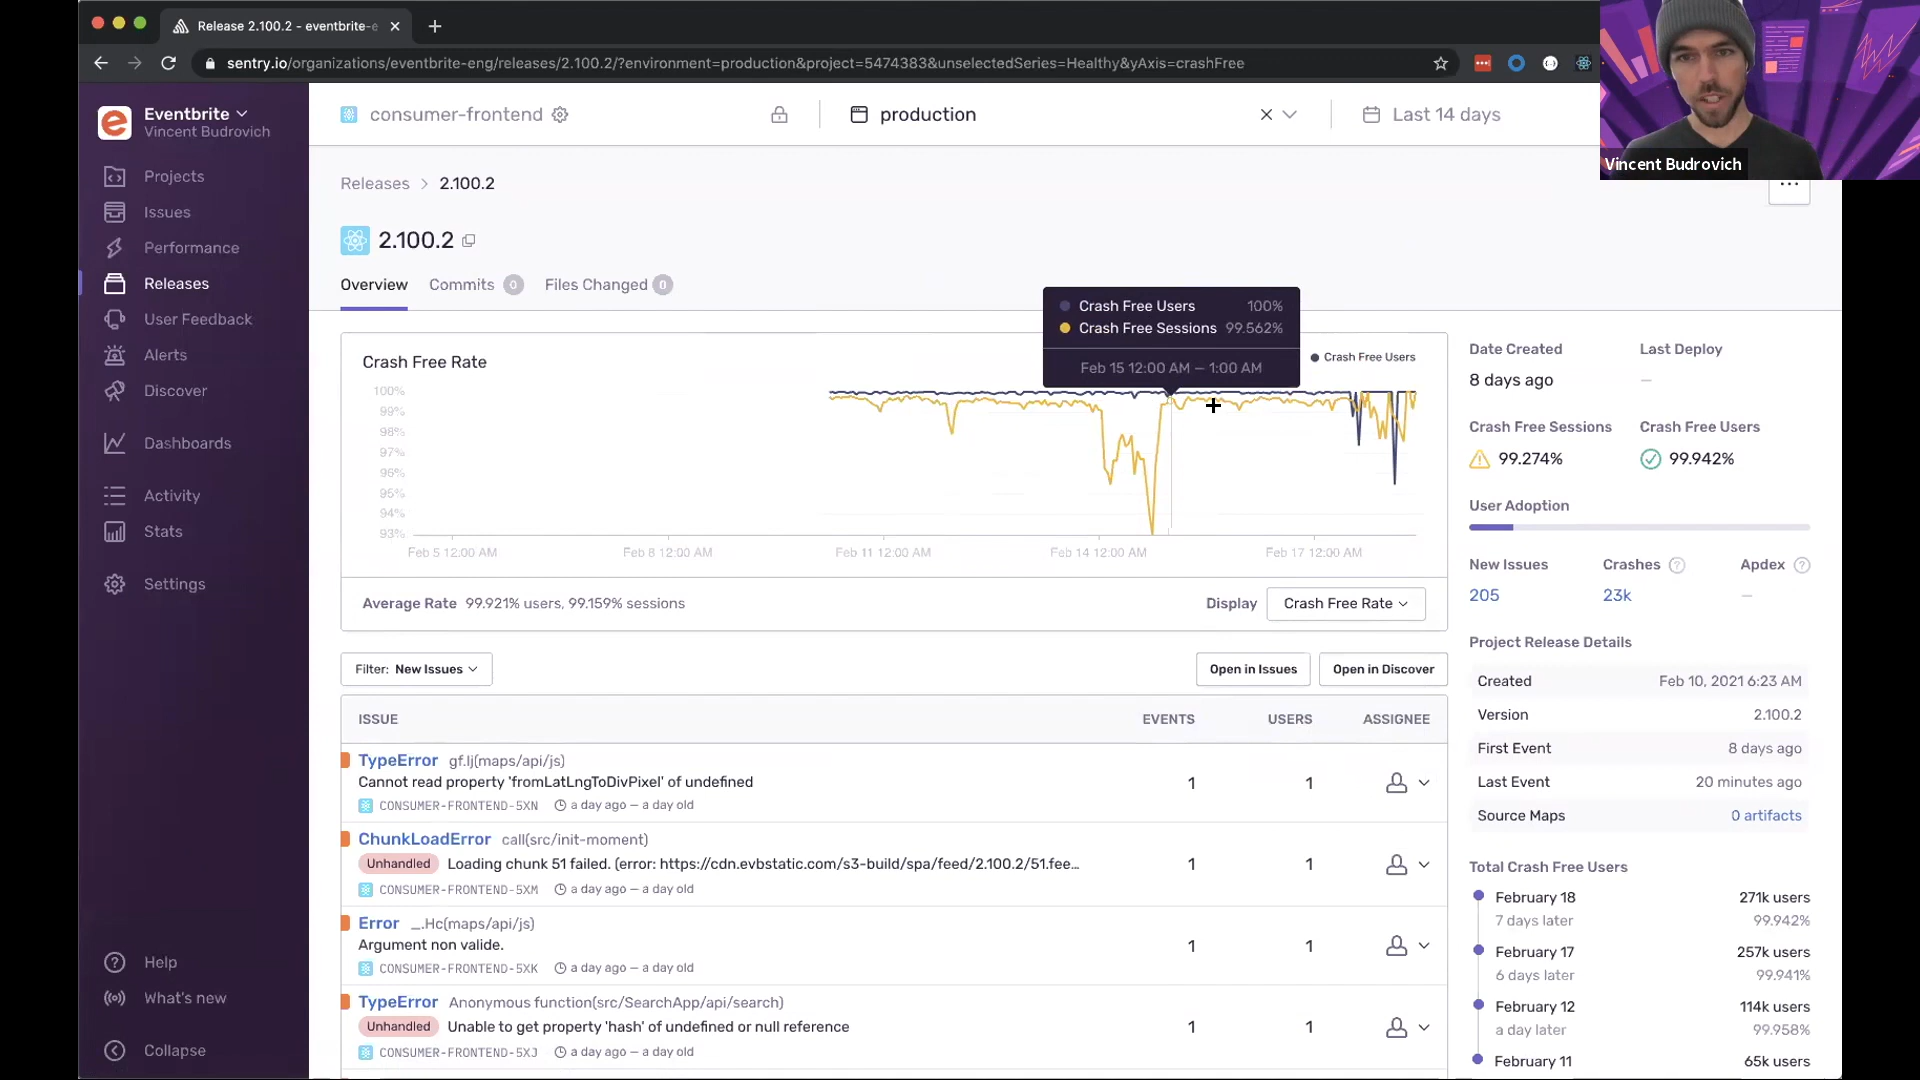 Release 2.100.2 - eventbrite-e
sentry.io/organizations/eventbrite-eng/releases/2.100.2/?environment=production&project=5474383&unselectedSeries=Healthy&yAxis=crashFree
Vincent Budrovich
Eventbrite
Vincent Budrovich
Projects
Issues
Performance
Releases
User Feedback
Alerts
Discover
Dashboards
Activity
Stats
Settings
Help
What's new
Collapse
consumer-frontend
production
Last 14 days
Releases > 2.100.2
2.100.2
Overview
Commits 0
Files Changed 0
Crash Free Users 100%
Crash Free Sessions 99.562%
Feb 15 12:00 AM — 1:00 AM
Crash Free Rate
Crash Free Users
100%
99%
98%
97%
96%
95%
94%
93%
Feb 5 12:00 AM
Feb 8 12:00 AM
Feb 11 12:00 AM
Feb 14 12:00 AM
Feb 17 12:00 AM
Average Rate 99.921% users, 99.159% sessions
Display
Crash Free Rate
Filter: New Issues
Open in Issues
Open in Discover
ISSUE EVENTS USERS ASSIGNEE
TypeError gf.lj(maps/api/js)
Cannot read property 'fromLatLngToDivPixel' of undefined
1 1
CONSUMER-FRONTEND-5XN a day ago — a day old
ChunkLoadError call(src/init-moment)
Unhandled Loading chunk 51 failed. (error: https://cdn.evbstatic.com/s3-build/spa/feed/2.100.2/51.fee…
1 1
CONSUMER-FRONTEND-5XM a day ago — a day old
Error _.Hc(maps/api/js)
Argument non valide.
1 1
CONSUMER-FRONTEND-5XK a day ago — a day old
TypeError Anonymous function(src/SearchApp/api/search)
Unhandled Unable to get property 'hash' of undefined or null reference
1 1
CONSUMER-FRONTEND-5XJ a day ago — a day old
Date Created Last Deploy
8 days ago —
Crash Free Sessions Crash Free Users
99.274% 99.942%
User Adoption
New Issues Crashes ? Apdex ?
205 23k —
Project Release Details
Created Feb 10, 2021 6:23 AM
Version 2.100.2
First Event 8 days ago
Last Event 20 minutes ago
Source Maps 0 artifacts
Total Crash Free Users
February 18 271k users
7 days later 99.942%
February 17 257k users
6 days later 99.941%
February 12 114k users
a day later 99.958%
February 11 65k users